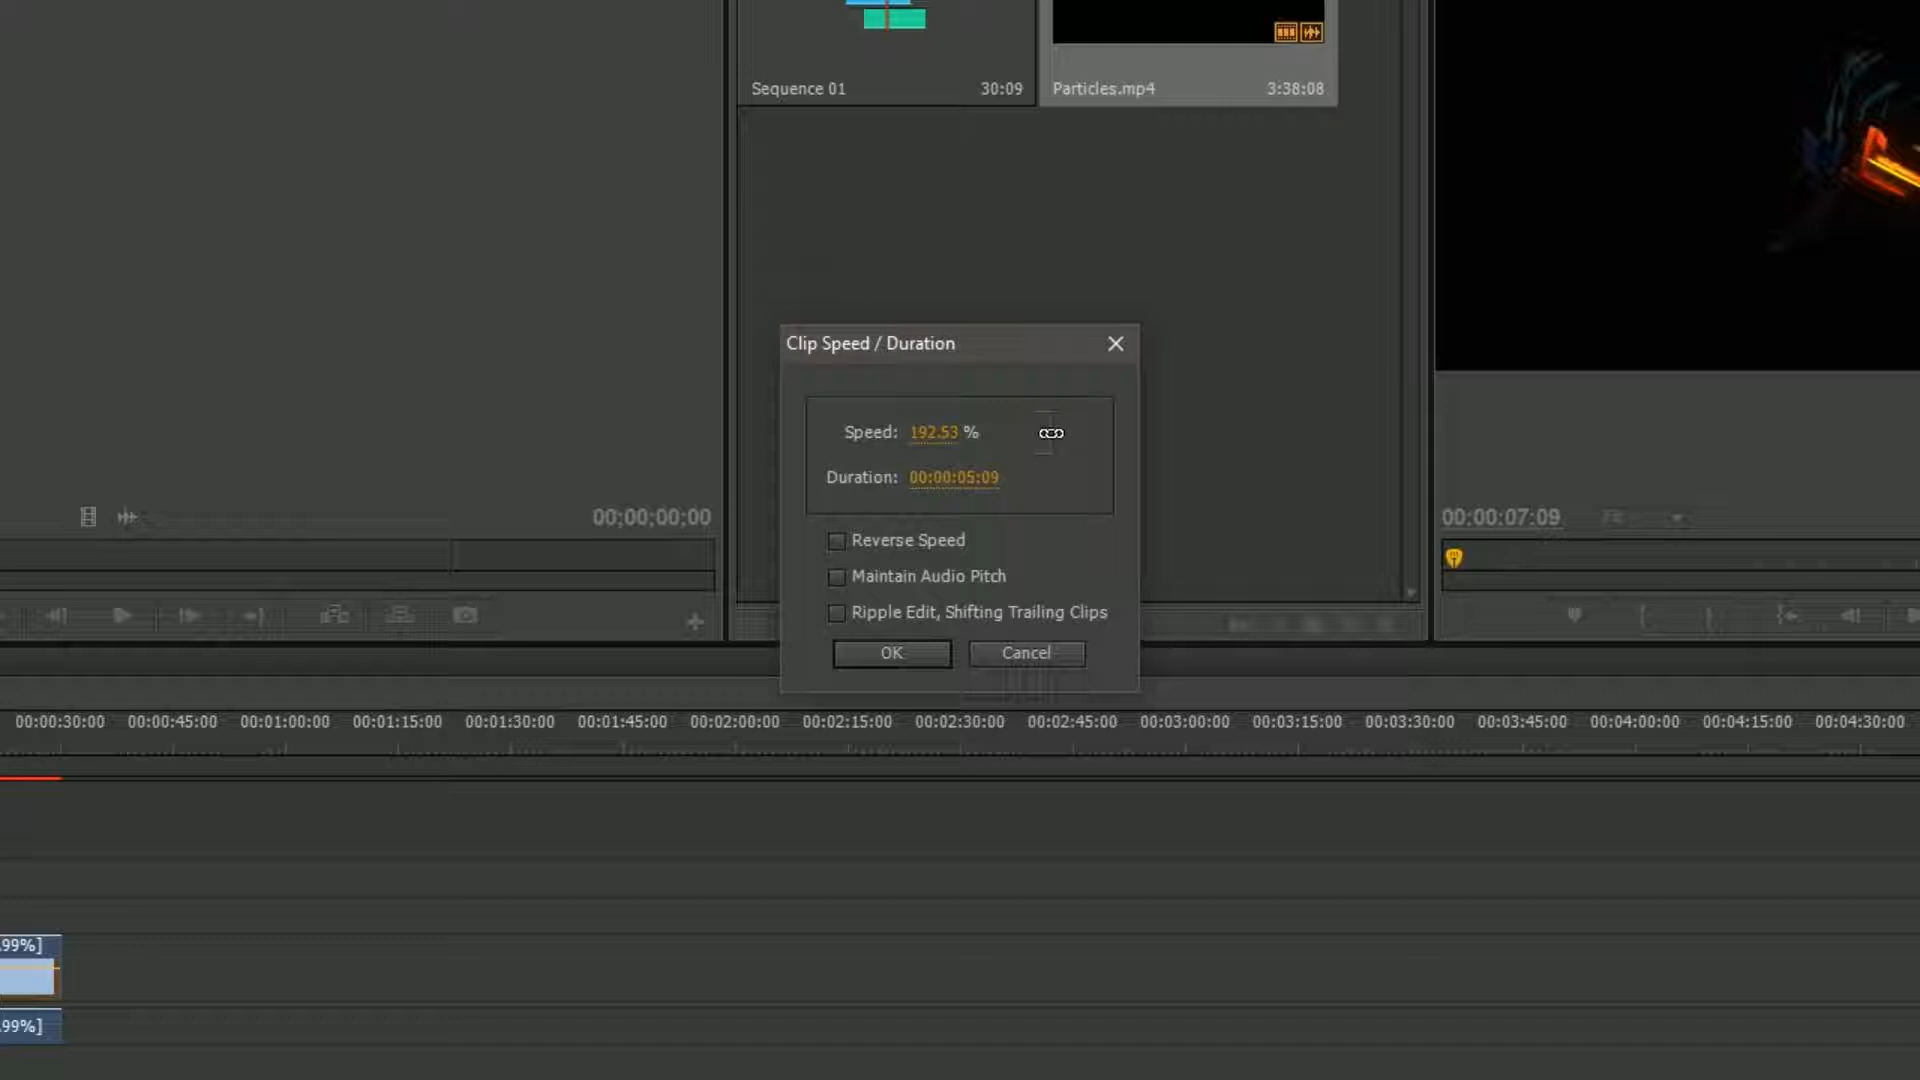 Sequence 01 30:09 Particles.mp4 3:38:08
Clip Speed / Duration
Speed: 192.53 %
Duration: 00:00:05:09
00;00;00;00
00:00:07:09 Fit
Reverse Speed
Maintain Audio Pitch
Ripple Edit, Shifting Trailing Clips
OK Cancel
00:00:30:00 00:00:45:00 00:01:00:00 00:01:15:00 00:01:30:00 00:01:45:00 00:02:00:00 00:02:15:00 00:02:30:00 00:02:45:00 00:03:00:00 00:03:15:00 00:03:30:00 00:03:45:00 00:04:00:00 00:04:15:00 00:04:30:00
.99%]
.99%]